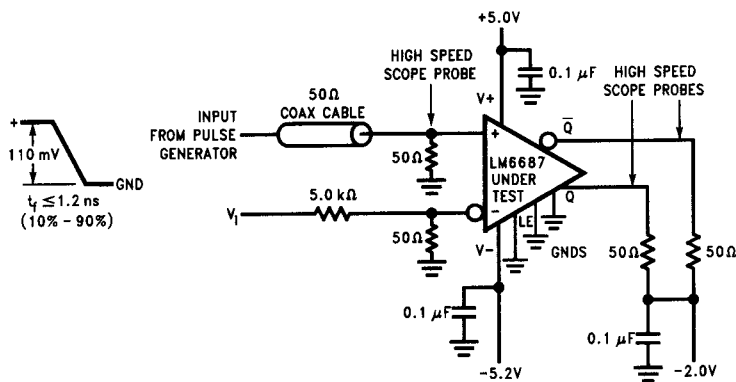 +5.0V
HIGH SPEED
SCOPE PROBE
0.1 μF
HIGH SPEED
SCOPE PROBES
V+
50Ω
COAX CABLE
INPUT
FROM PULSE
GENERATOR
Q̅
+
110 mV
GND
tf ≤ 1.2 ns
(10% - 90%)
+
50Ω
LM6687
UNDER
TEST
Q
VI
5.0 kΩ
-
50Ω
V-
LE
GNDS
50Ω
50Ω
0.1 μF
0.1 μF
-5.2V
-2.0V